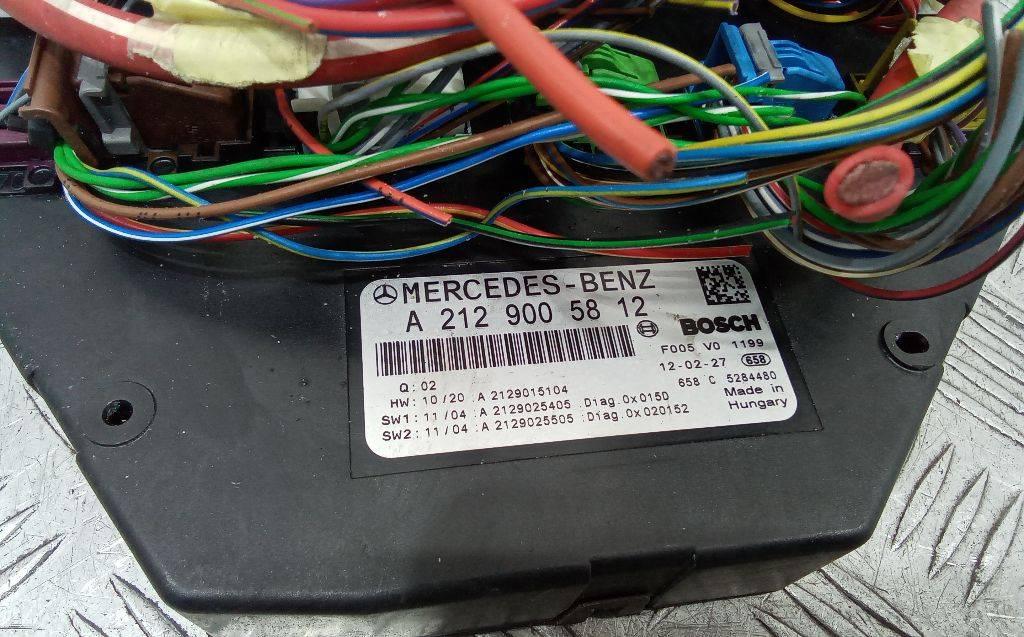 MERCEDES-BENZ
A 212 900 58 12
BOSCH
F005 V0 1199
12-02-27 658
658 C 5284480
Made in
Hungary
Q: 02
HW: 10/20 .A 2129015104
SW1: 11/04 .A 2129025405 .Diag.0x015D
SW2: 11/04 .A 2129025505 .Diag.0x020152